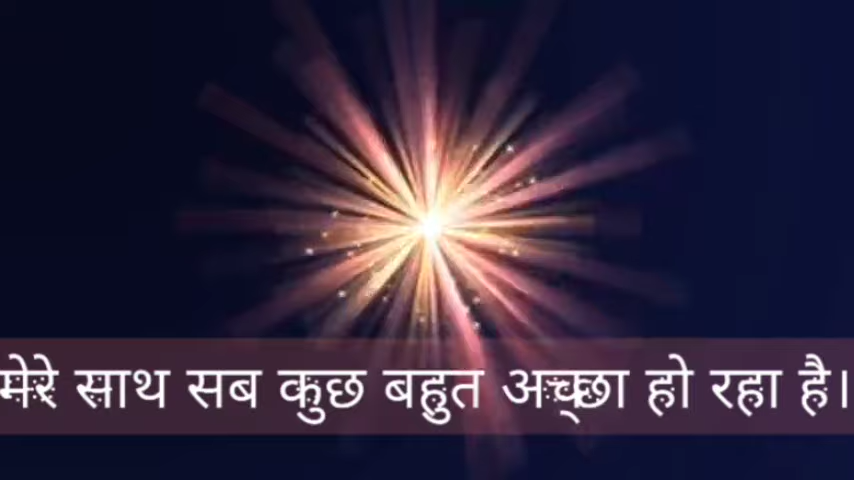 मेरे साथ सब कुछ बहुत अच्छा हो रहा है।